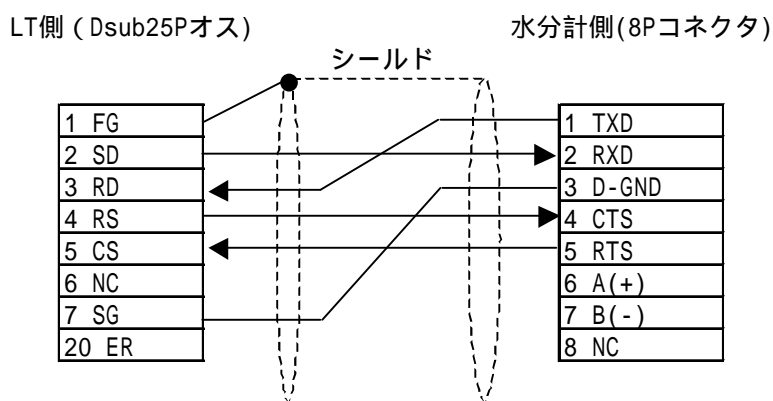 LT側（Dsub25Pオス)
水分計側(8Pコネクタ)
シールド
1 FG
2 SD
3 RD
4 RS
5 CS
6 NC
7 SG
20 ER
1 TXD
2 RXD
3 D-GND
4 CTS
5 RTS
6 A(+)
7 B(-)
8 NC